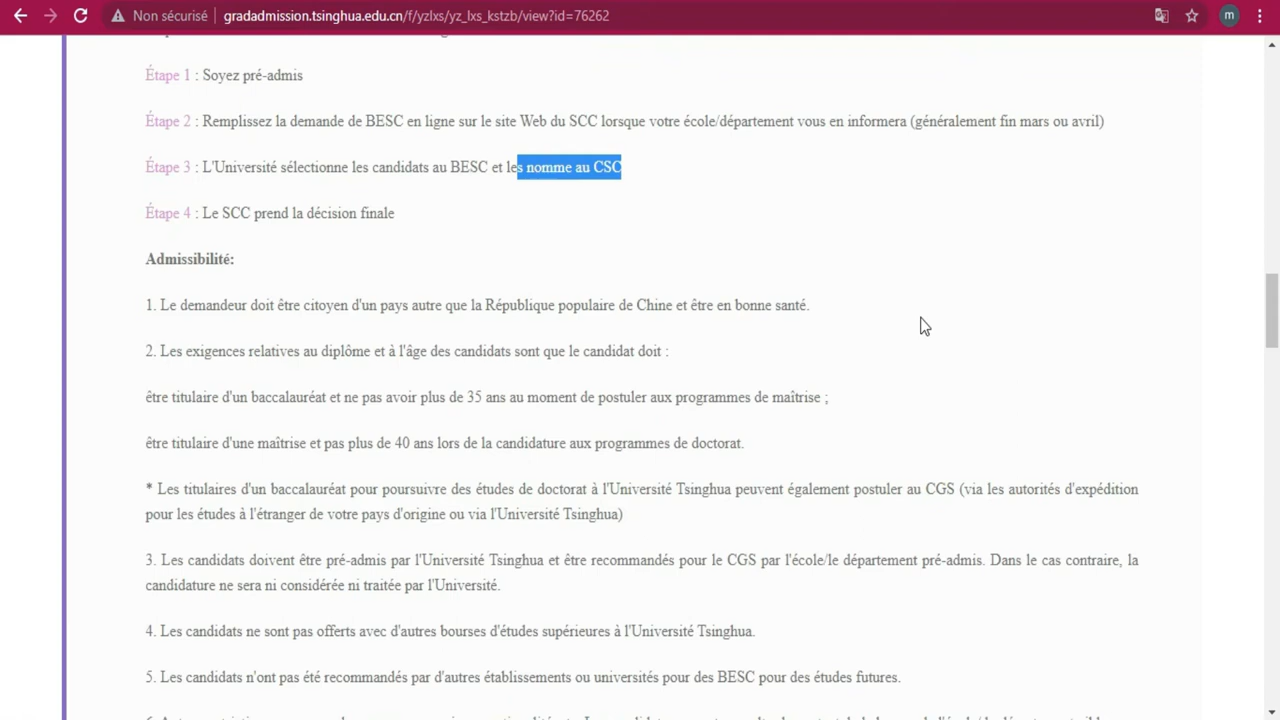 Non sécurisé
gradadmission.tsinghua.edu.cn/f/yzlxs/yz_lxs_kstzb/view?id=76262
m
Étape 1 : Soyez pré-admis
Étape 2 : Remplissez la demande de BESC en ligne sur le site Web du SCC lorsque votre école/département vous en informera (généralement fin mars ou avril)
Étape 3 : L'Université sélectionne les candidats au BESC et les nomme au CSC
Étape 4 : Le SCC prend la décision finale
Admissibilité:
1. Le demandeur doit être citoyen d'un pays autre que la République populaire de Chine et être en bonne santé.
2. Les exigences relatives au diplôme et à l'âge des candidats sont que le candidat doit :
être titulaire d'un baccalauréat et ne pas avoir plus de 35 ans au moment de postuler aux programmes de maîtrise ;
être titulaire d'une maîtrise et pas plus de 40 ans lors de la candidature aux programmes de doctorat.
* Les titulaires d'un baccalauréat pour poursuivre des études de doctorat à l'Université Tsinghua peuvent également postuler au CGS (via les autorités d'expédition
pour les études à l'étranger de votre pays d'origine ou via l'Université Tsinghua)
3. Les candidats doivent être pré-admis par l'Université Tsinghua et être recommandés pour le CGS par l'école/le département pré-admis. Dans le cas contraire, la
candidature ne sera ni considérée ni traitée par l'Université.
4. Les candidats ne sont pas offerts avec d'autres bourses d'études supérieures à l'Université Tsinghua.
5. Les candidats n'ont pas été recommandés par d'autres établissements ou universités pour des BESC pour des études futures.